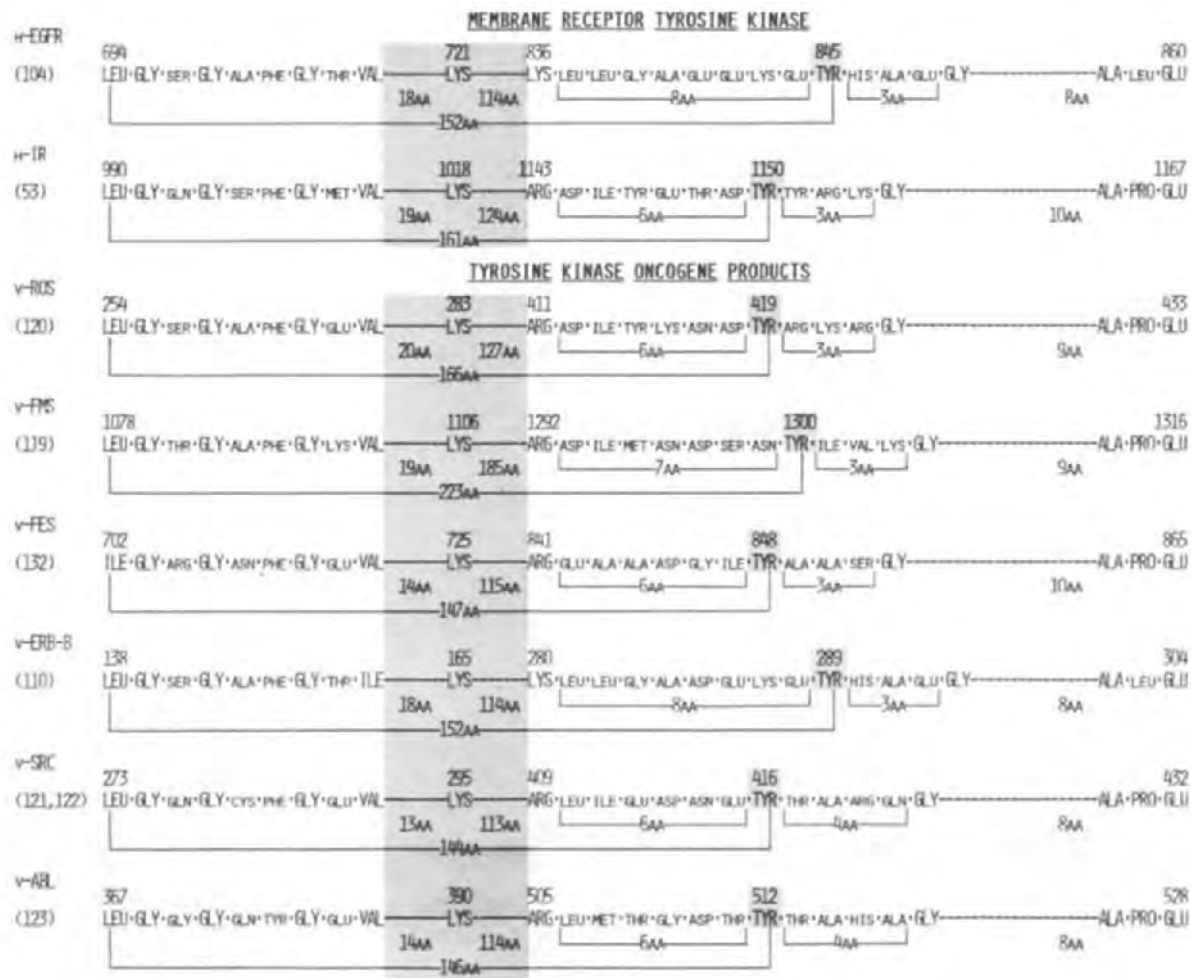 MEMBRANE RECEPTOR TYROSINE KINASE
H-EGFR
694 721 836 845 860
(104) LEU·GLY·SER·GLY·ALA·PHE·GLY·THR·VAL LYS LYS·LEU·LEU·GLY·ALA·GLU·GLU·LYS·GLU·TYR·HIS·ALA·GLU·GLY ALA·LEU·GLU
18AA 114AA 8AA 3AA 8AA
152AA
H-IR
990 1018 1143 1150 1167
(53) LEU·GLY·GLN·GLY·SER·PHE·GLY·MET·VAL LYS ARG·ASP·ILE·TYR·GLU·THR·ASP·TYR·TYR·ARG·LYS·GLY ALA·PRO·GLU
19AA 124AA 6AA 3AA 10AA
161AA
TYROSINE KINASE ONCOGENE PRODUCTS
v-ROS
254 283 411 419 433
(120) LEU·GLY·SER·GLY·ALA·PHE·GLY·GLU·VAL LYS ARG·ASP·ILE·TYR·LYS·ASN·ASP·TYR·ARG·LYS·ARG·GLY ALA·PRO·GLU
20AA 127AA 6AA 3AA 9AA
166AA
v-FMS
1078 1106 1292 1300 1316
(119) LEU·GLY·THR·GLY·ALA·PHE·GLY·LYS·VAL LYS ARG·ASP·ILE·MET·ASN·ASP·SER·ASN·TYR·ILE·VAL·LYS·GLY ALA·PRO·GLU
19AA 185AA 7AA 3AA 9AA
223AA
v-FES
702 725 841 848 865
(132) ILE·GLY·ARG·GLY·ASN·PHE·GLY·GLU·VAL LYS ARG·GLU·ALA·ALA·ASP·GLY·ILE·TYR·ALA·ALA·SER·GLY ALA·PRO·GLU
14AA 115AA 6AA 3AA 10AA
147AA
v-ERB-B
138 165 280 289 304
(110) LEU·GLY·SER·GLY·ALA·PHE·GLY·THR·ILE LYS LYS·LEU·LEU·GLY·ALA·ASP·GLU·LYS·GLU·TYR·HIS·ALA·GLU·GLY ALA·LEU·GLU
18AA 114AA 8AA 3AA 8AA
152AA
v-SRC
273 295 409 416 432
(121,122) LEU·GLY·GLN·GLY·CYS·PHE·GLY·GLU·VAL LYS ARG·LEU·ILE·GLU·ASP·ASN·GLU·TYR·THR·ALA·ARG·GLN·GLY ALA·PRO·GLU
13AA 113AA 6AA 4AA 8AA
144AA
v-ABL
367 390 505 512 528
(123) LEU·GLY·GLY·GLY·GLN·TYR·GLY·GLU·VAL LYS ARG·LEU·MET·THR·GLY·ASP·THR·TYR·THR·ALA·HIS·ALA·GLY ALA·PRO·GLU
14AA 114AA 6AA 4AA 8AA
146AA